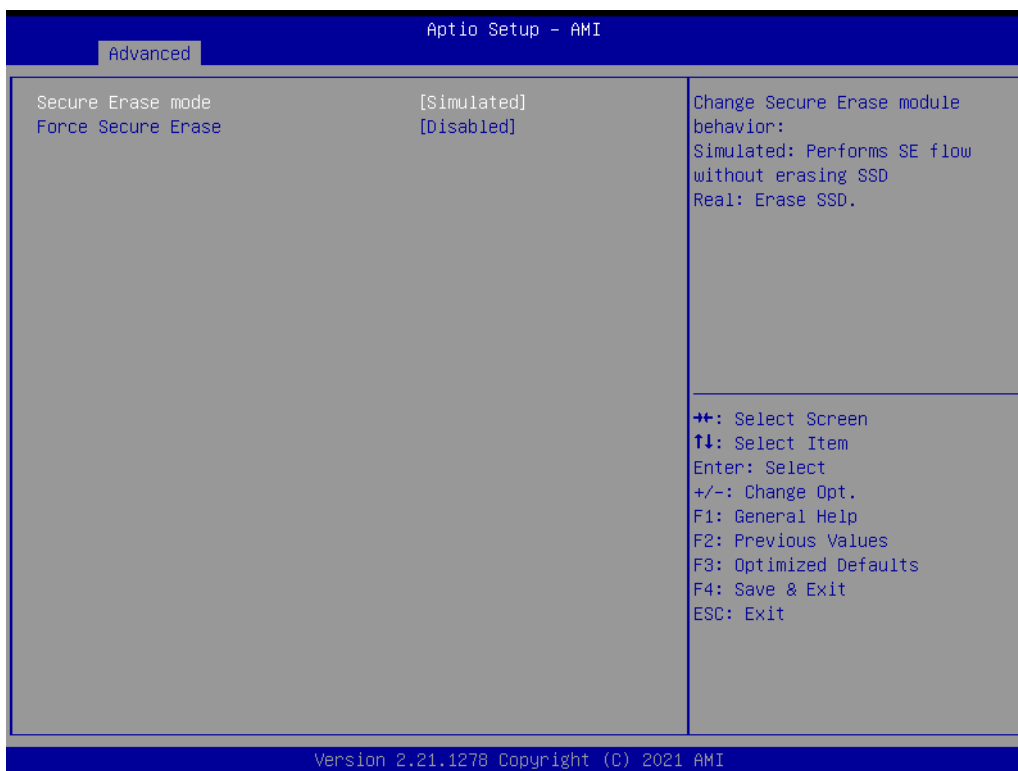 Aptio Setup – AMI
Advanced
Secure Erase mode [Simulated]
Force Secure Erase [Disabled]
Change Secure Erase module
behavior:
Simulated: Performs SE flow
without erasing SSD
Real: Erase SSD.
→←: Select Screen
↑↓: Select Item
Enter: Select
+/-: Change Opt.
F1: General Help
F2: Previous Values
F3: Optimized Defaults
F4: Save & Exit
ESC: Exit
Version 2.21.1278 Copyright (C) 2021 AMI